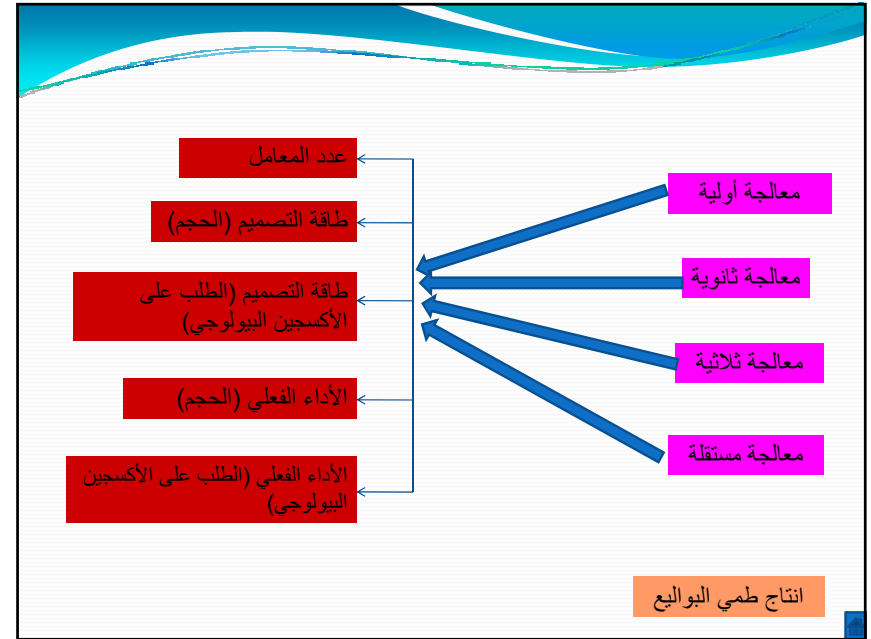 معالجة أولية
معالجة ثانوية
معالجة ثلاثية
معالجة مستقلة
عدد المعامل
طاقة التصميم (الحجم)
طاقة التصميم (الطلب على
الأكسجين البيولوجي)
الأداء الفعلي (الحجم)
الأداء الفعلي (الطلب على الأكسجين
البيولوجي)
انتاج طمي البواليع